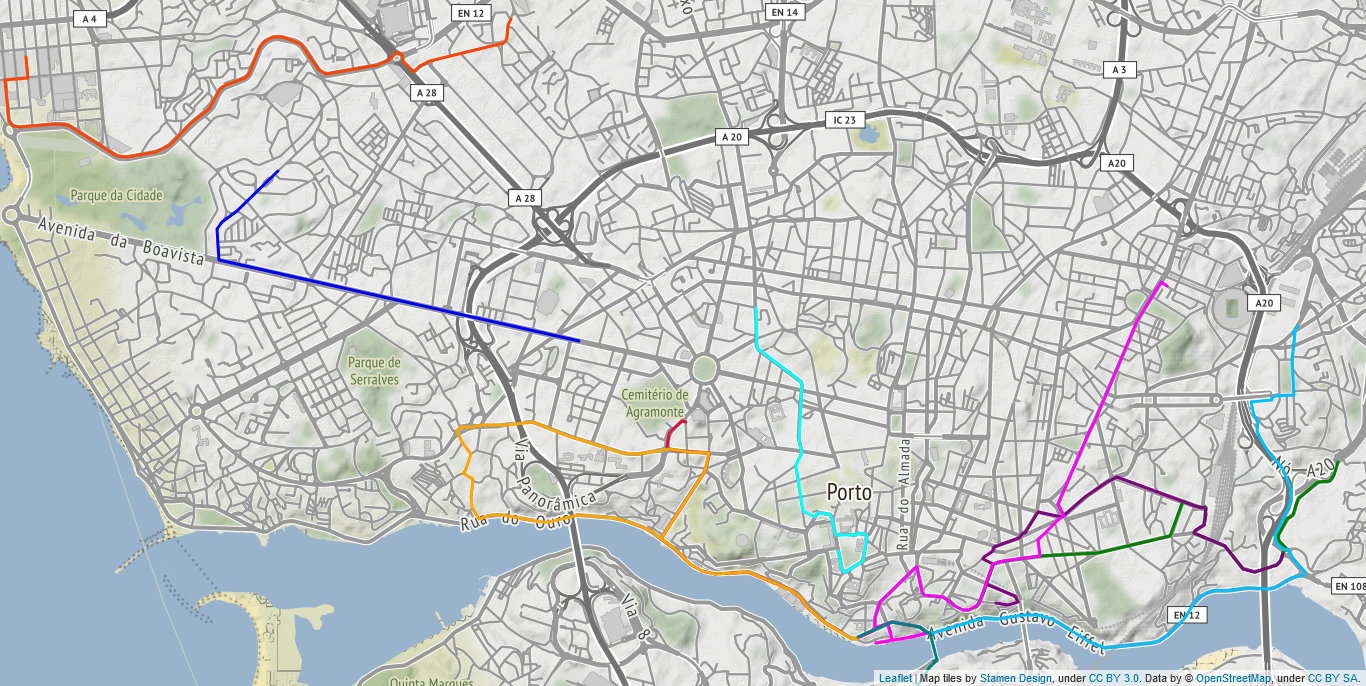 A 4
EN 12
xo
EN 14
A 3
A 28
IC 23
A 20
A20
A 28
Parque da Cidade
Avenida da Boavista
A20
Parque de
Serralves
Cemitério de
Agramonte
Rua do Almada
Via Panorâmica
Nó A20
Porto
Rua do Ouro
EN 108
Via 8
EN 12
Avenida Gustavo Eiffel
Quinta Marques
Leaflet | Map tiles by Stamen Design, under CC BY 3.0. Data by © OpenStreetMap, under CC BY SA.